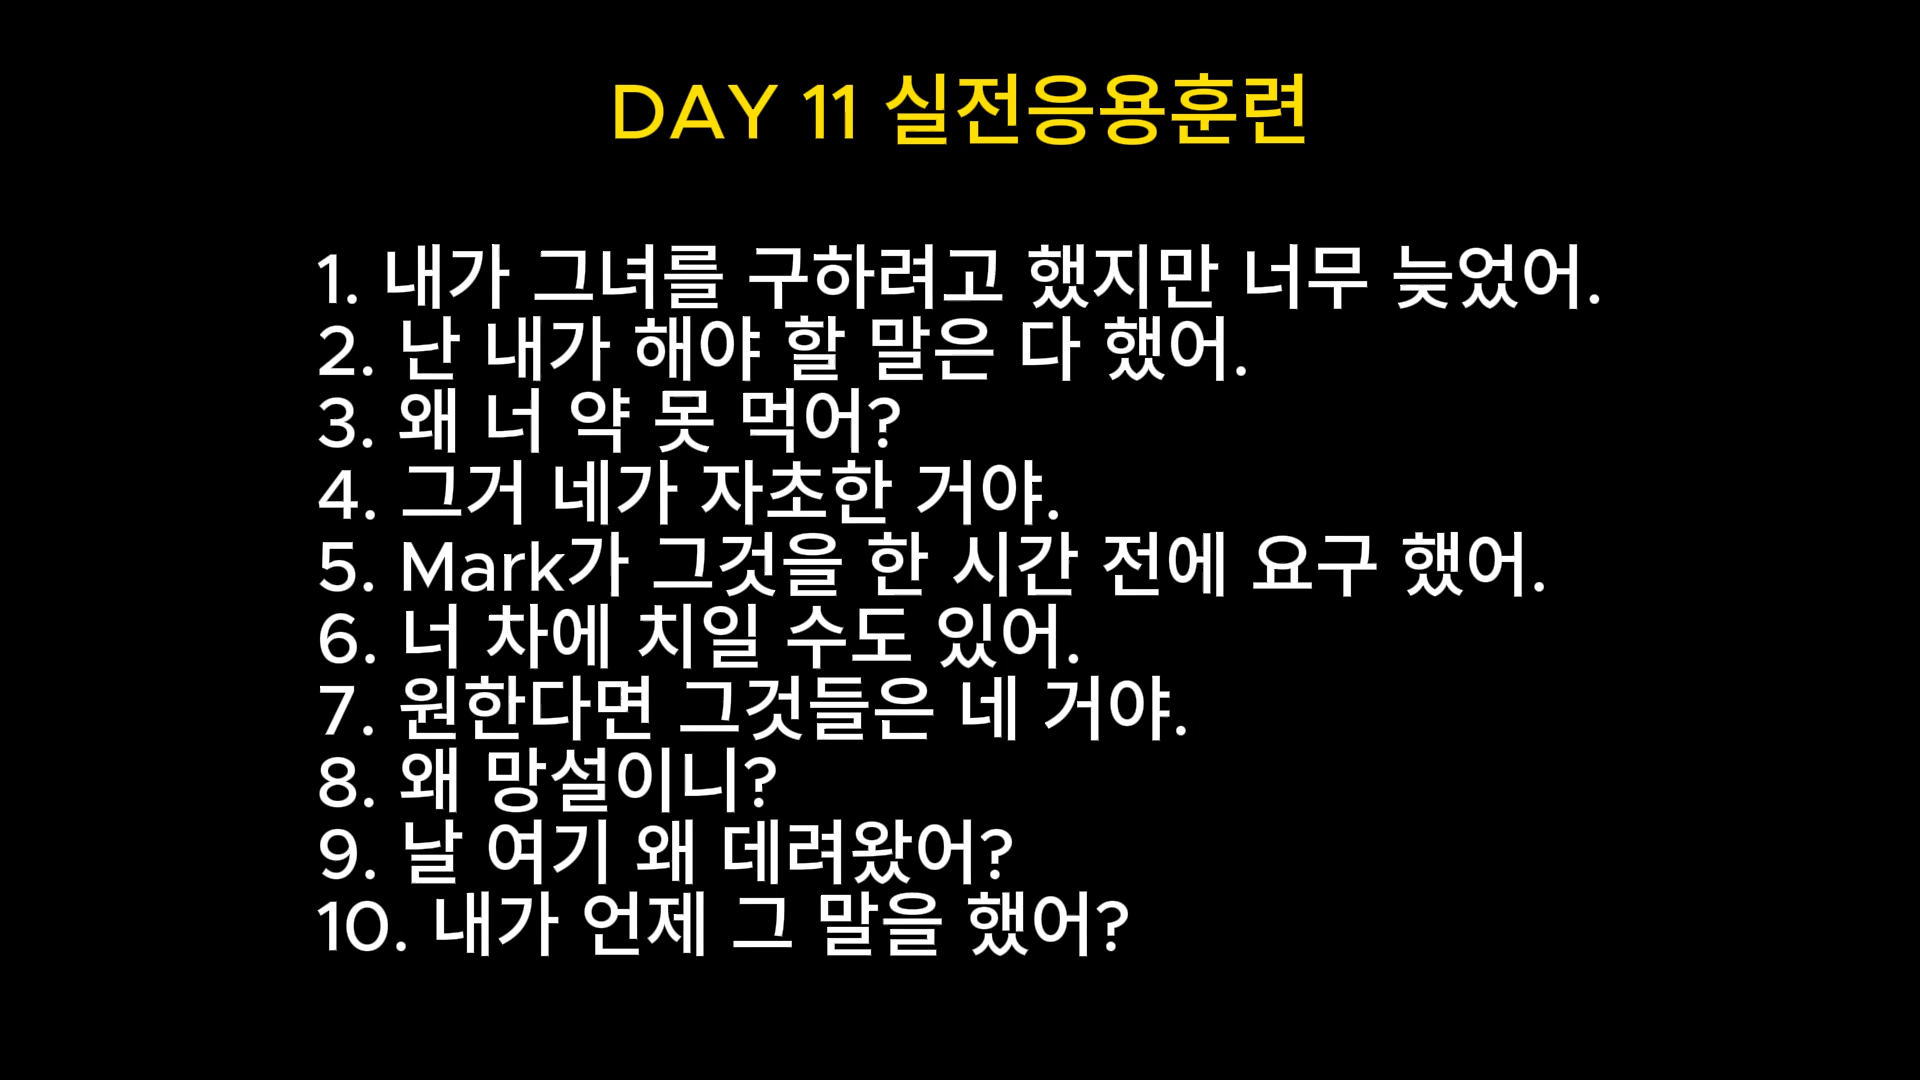 DAY 11 실전응용훈련
1. 내가 그녀를 구하려고 했지만 너무 늦었어.
2. 난 내가 해야 할 말은 다 했어.
3. 왜 너 약 못 먹어?
4. 그거 네가 자초한 거야.
5. Mark가 그것을 한 시간 전에 요구 했어.
6. 너 차에 치일 수도 있어.
7. 원한다면 그것들은 네 거야.
8. 왜 망설이니?
9. 날 여기 왜 데려왔어?
10. 내가 언제 그 말을 했어?